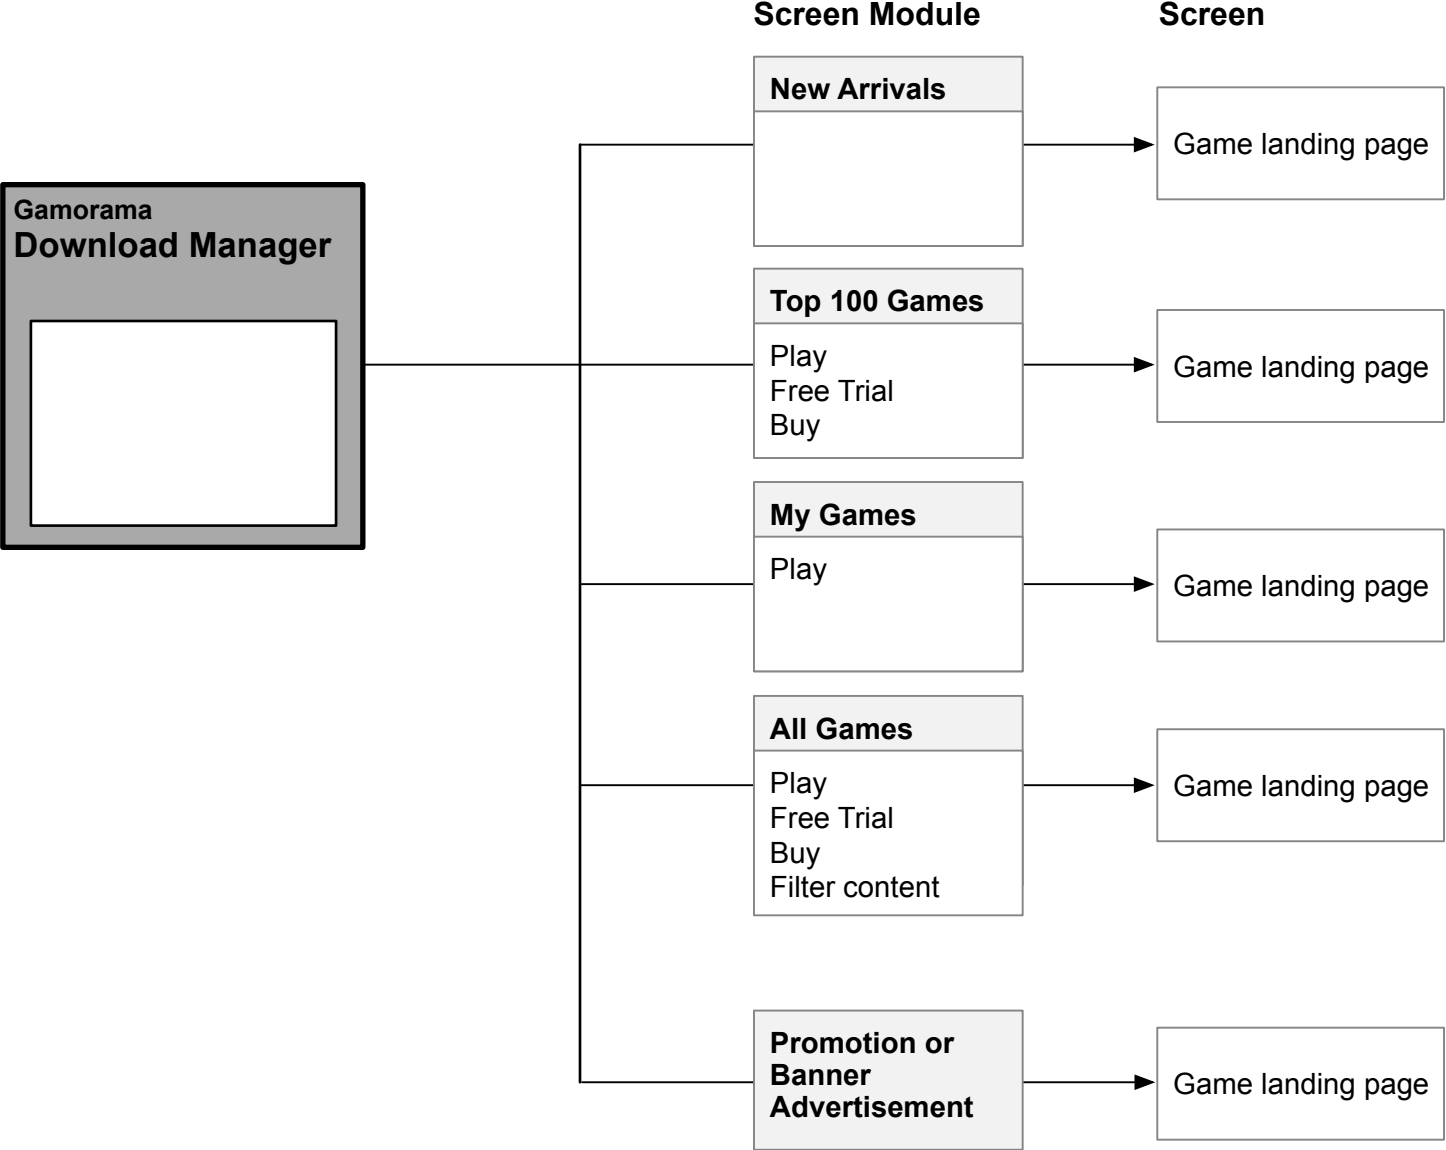 Screen Module
Screen
New Arrivals
Game landing page
Gamorama
Download Manager
Top 100 Games
Play
Free Trial
Buy
Game landing page
My Games
Play
Game landing page
All Games
Play
Free Trial
Buy
Filter content
Game landing page
Promotion or
Banner
Advertisement
Game landing page